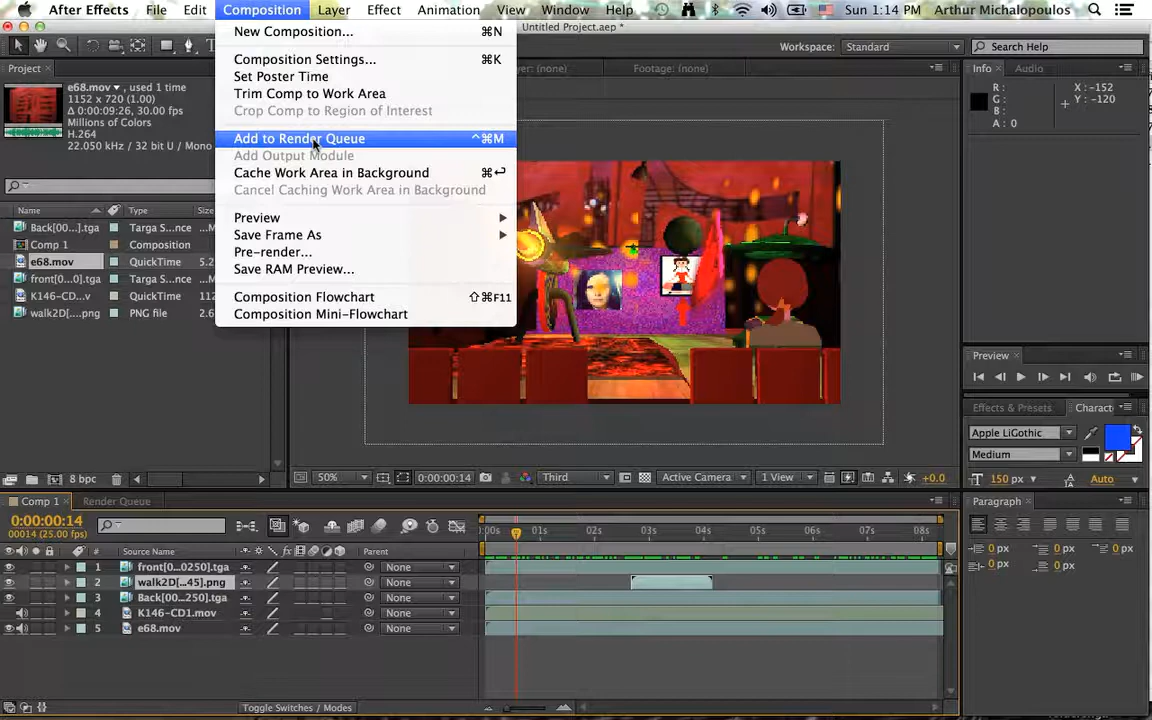 After Effects File Edit Composition Layer Effect Animation View Window Help Sun 1:14 PM Arthur Michalopoulos
Untitled Project.aep *
Workspace: Standard Search Help
Project
e68.mov ▾, used 1 time
1152 x 720 (1.00)
Δ 0:00:09:26, 30.00 fps
Millions of Colors
H.264
22.050 kHz / 32 bit U / Mono
Name Type Size
Back[00...].tga Targa S...nce ...M
Comp 1 Composition
e68.mov QuickTime 5.2
front[0...0].tga Targa S...nce ...M
K146-CD...v QuickTime 112
walk2D[....png PNG file 2.6
8 bpc
New Composition... ⌘N
Composition Settings... ⌘K
Set Poster Time
Trim Comp to Work Area
Crop Comp to Region of Interest
Add to Render Queue ^⌘M
Add Output Module
Cache Work Area in Background ⌘↩
Cancel Caching Work Area in Background
Preview ▶
Save Frame As ▶
Pre-render...
Save RAM Preview...
Composition Flowchart ⇧⌘F11
Composition Mini-Flowchart
yer: (none) Footage: (none)
50% 0:00:00:14 Third Active Camera 1 View +0.0
Info Audio
R: X: -152
G: Y: -120
B:
A: 0
Preview
Effects & Presets Charact
Apple LiGothic
Medium
150 px Auto
Paragraph
0 px 0 px 0 px
0 px 0 px
Comp 1 Render Queue
0:00:00:14
00014 (25.00 fps)
:00s 01s 02s 03s 04s 05s 06s 07s 08s
# Source Name fx Parent
1 front[0...0250].tga None
2 walk2D[...45].png None
3 Back[00...250].tga None
4 K146-CD1.mov None
5 e68.mov None
Toggle Switches / Modes